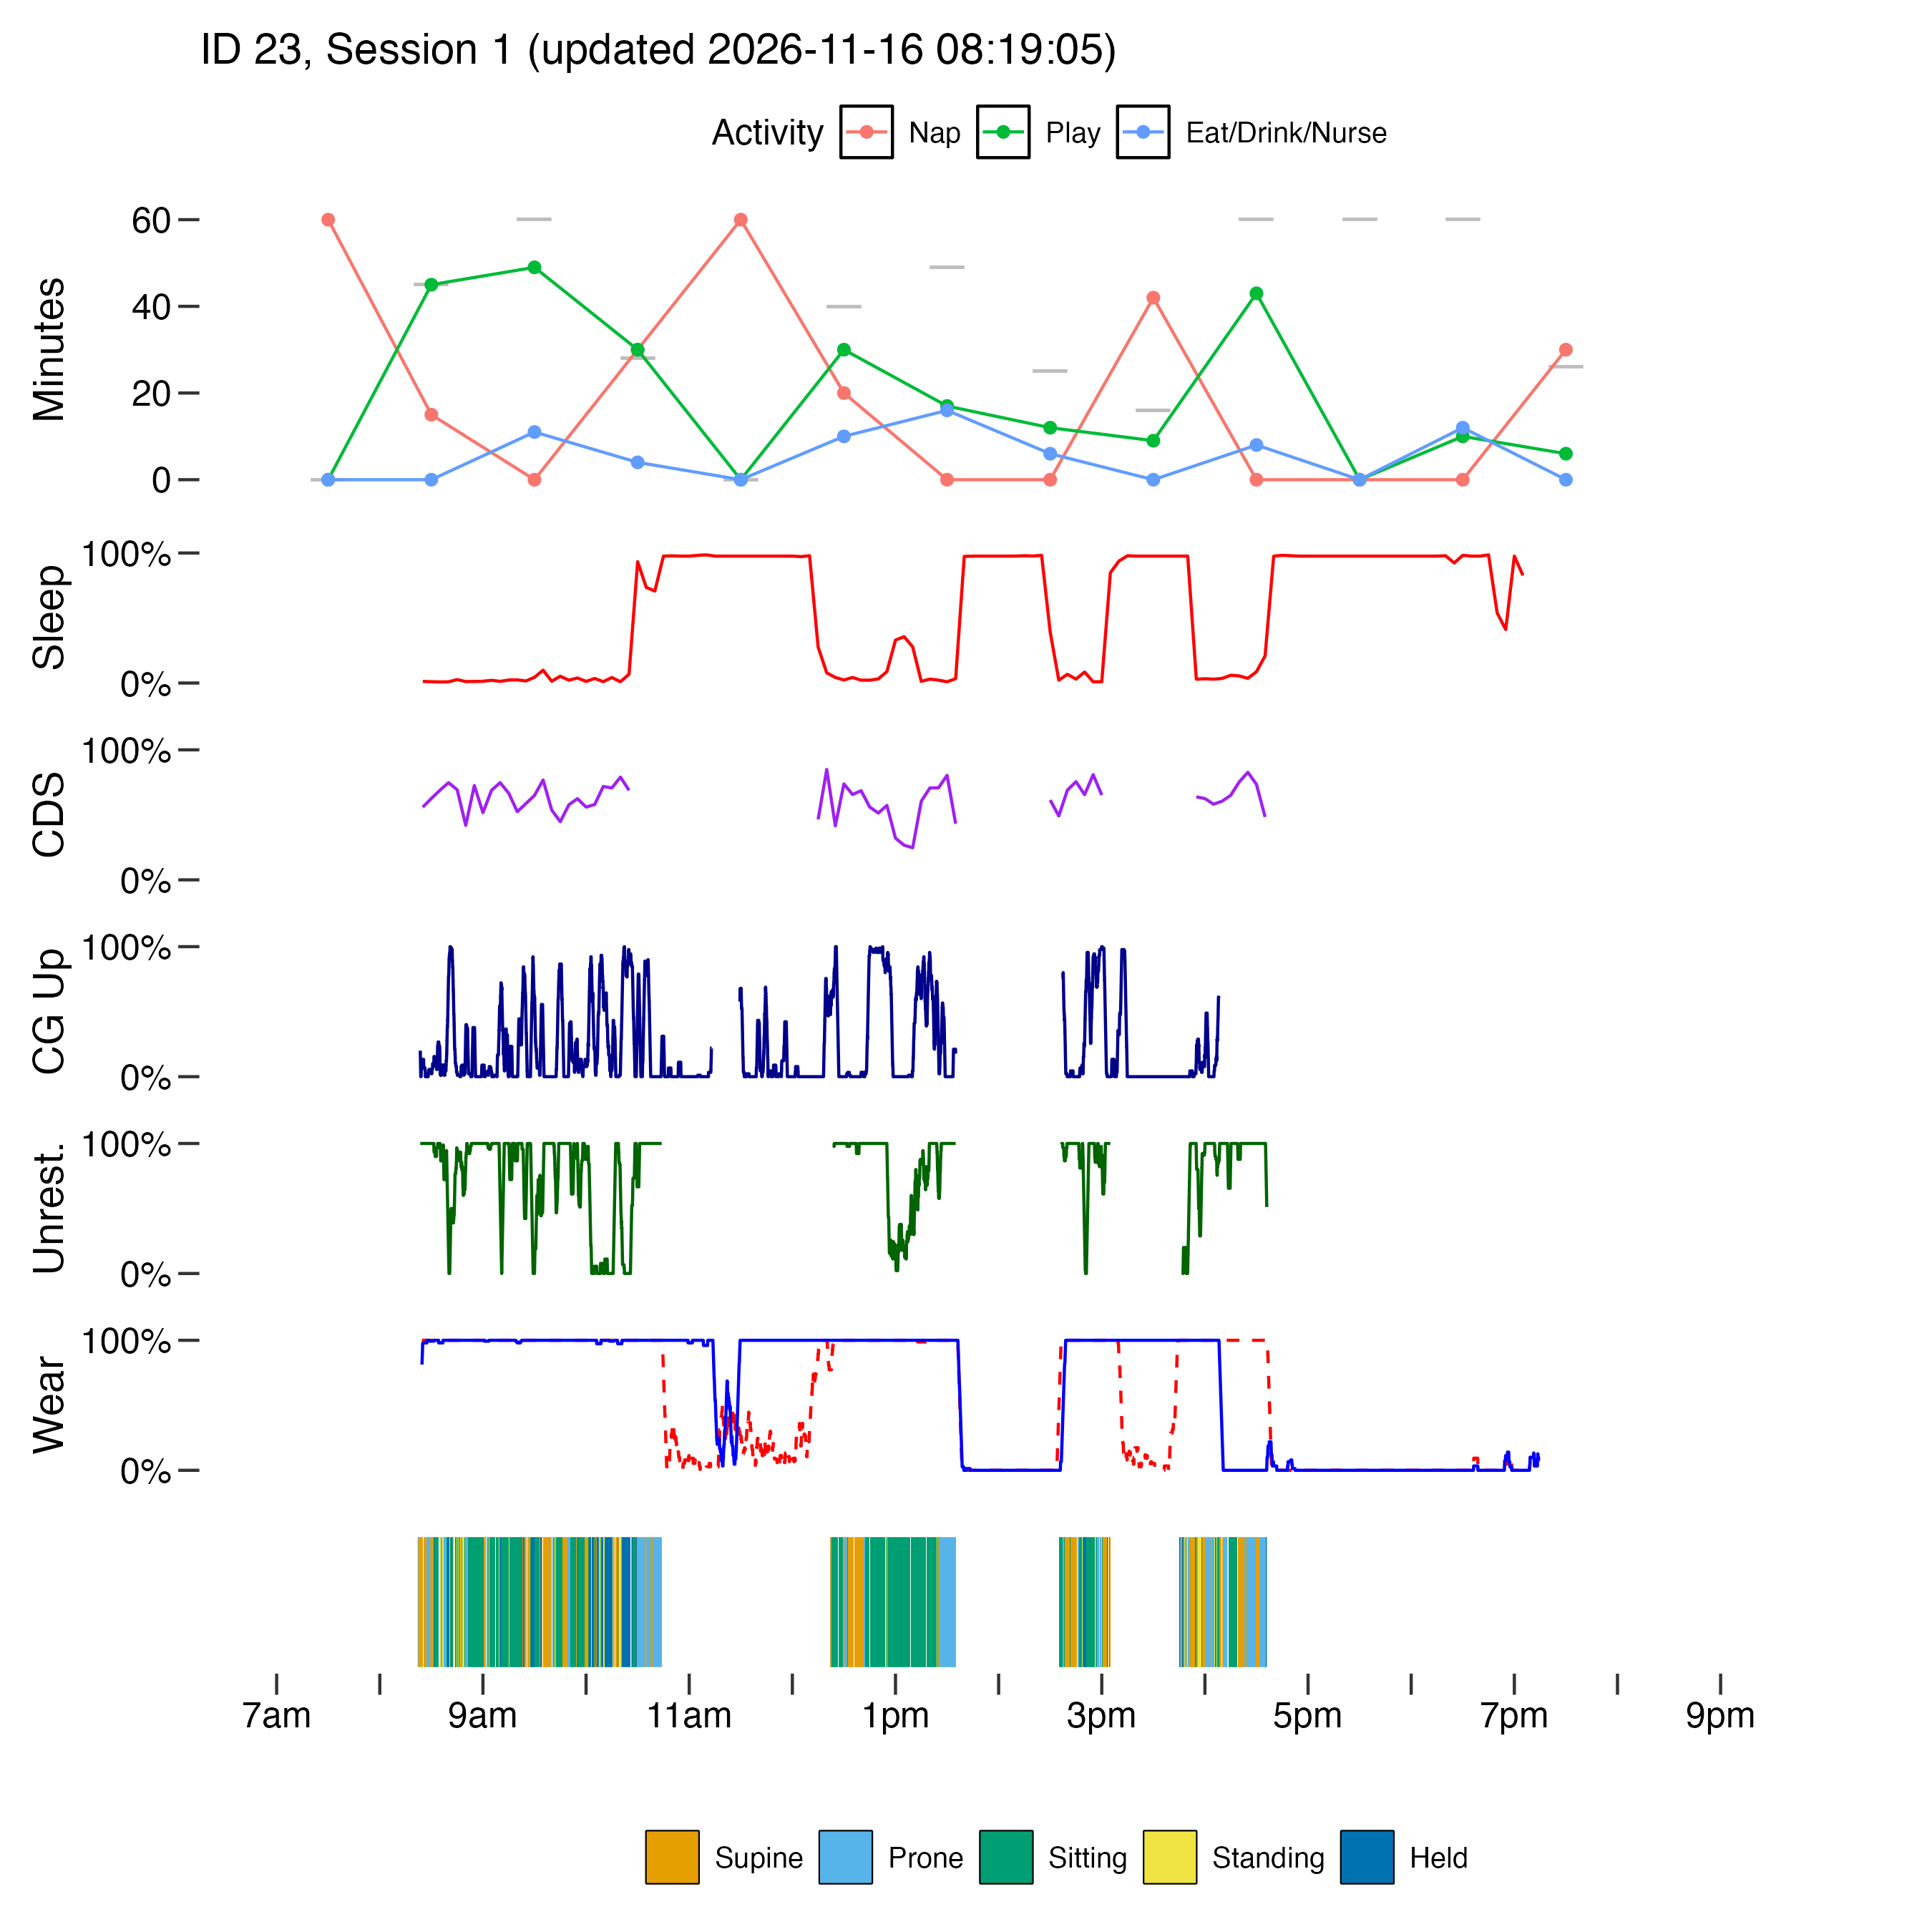 ID 23, Session 1 (updated 2026-11-16 08:19:05)
Activity Nap Play Eat/Drink/Nurse
Minutes
60
40
20
0
Sleep
100%
0%
CDS
100%
0%
CG Up
100%
0%
Unrest.
100%
0%
Wear
100%
0%
7am 9am 11am 1pm 3pm 5pm 7pm 9pm
Supine Prone Sitting Standing Held